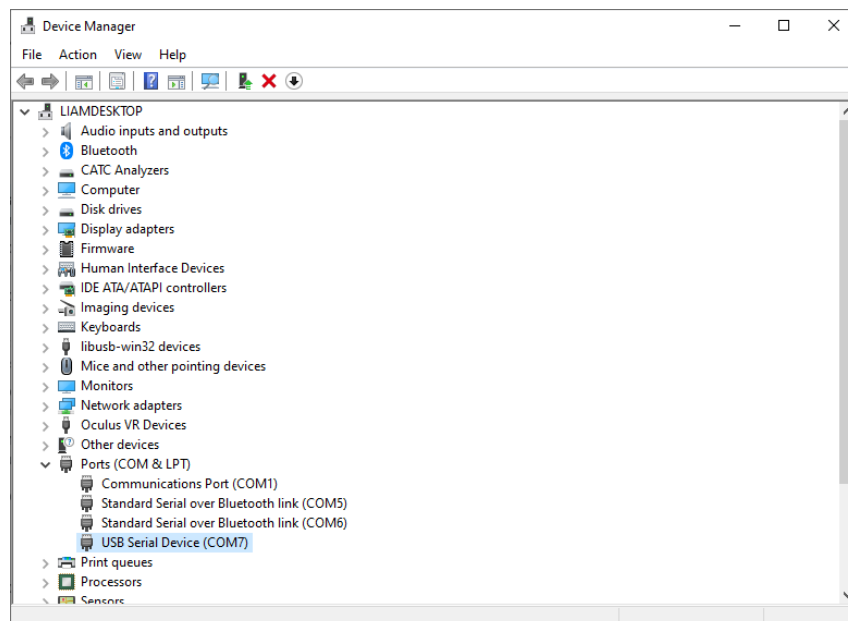 Device Manager
File Action View Help
LIAMDESKTOP
Audio inputs and outputs
Bluetooth
CATC Analyzers
Computer
Disk drives
Display adapters
Firmware
Human Interface Devices
IDE ATA/ATAPI controllers
Imaging devices
Keyboards
libusb-win32 devices
Mice and other pointing devices
Monitors
Network adapters
Oculus VR Devices
Other devices
Ports (COM & LPT)
Communications Port (COM1)
Standard Serial over Bluetooth link (COM5)
Standard Serial over Bluetooth link (COM6)
USB Serial Device (COM7)
Print queues
Processors
Sensors